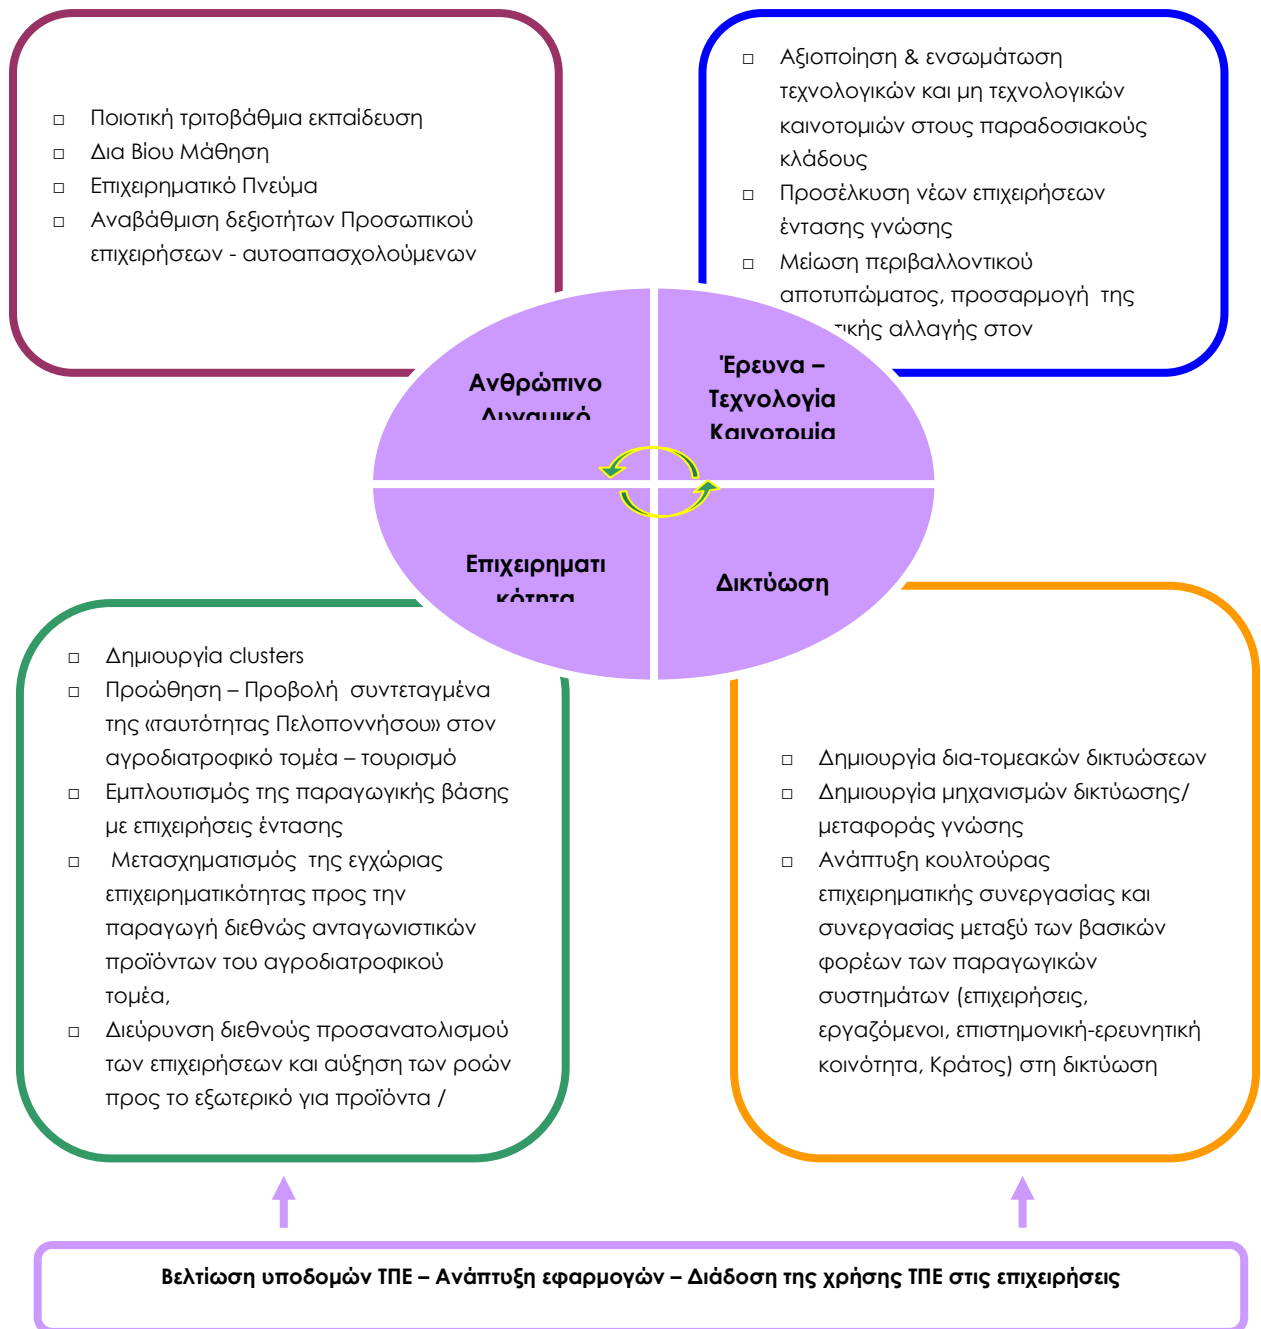 □ Ποιοτική τριτοβάθμια εκπαίδευση
□ Δια Βίου Μάθηση
□ Επιχειρηματικό Πνεύμα
□ Αναβάθμιση δεξιοτήτων Προσωπικού
επιχειρήσεων - αυτοαπασχολούμενων
□ Αξιοποίηση & ενσωμάτωση
τεχνολογικών και μη τεχνολογικών
καινοτομιών στους παραδοσιακούς
κλάδους
□ Προσέλκυση νέων επιχειρήσεων
έντασης γνώσης
□ Μείωση περιβαλλοντικού
αποτυπώματος, προσαρμογή της
αλλαγής στον
Ανθρώπινο
Δυναμικό
Έρευνα –
Τεχνολογία
Καινοτομία
Επιχειρηματι
κότητα
Δικτύωση
□ Δημιουργία clusters
□ Προώθηση – Προβολή συντεταγμένα
της «ταυτότητας Πελοποννήσου» στον
αγροδιατροφικό τομέα – τουρισμό
□ Εμπλουτισμός της παραγωγικής βάσης
με επιχειρήσεις έντασης
□ Μετασχηματισμός της εγχώριας
επιχειρηματικότητας προς την
παραγωγή διεθνώς ανταγωνιστικών
προϊόντων του αγροδιατροφικού
τομέα,
□ Διεύρυνση διεθνούς προσανατολισμού
των επιχειρήσεων και αύξηση των ροών
προς το εξωτερικό για προϊόντα /
□ Δημιουργία δια-τομεακών δικτυώσεων
□ Δημιουργία μηχανισμών δικτύωσης/
μεταφοράς γνώσης
□ Ανάπτυξη κουλτούρας
επιχειρηματικής συνεργασίας και
συνεργασίας μεταξύ των βασικών
φορέων των παραγωγικών
συστημάτων (επιχειρήσεις,
εργαζόμενοι, επιστημονική-ερευνητική
κοινότητα, Κράτος) στη δικτύωση
Βελτίωση υποδομών ΤΠΕ – Ανάπτυξη εφαρμογών – Διάδοση της χρήσης ΤΠΕ στις επιχειρήσεις